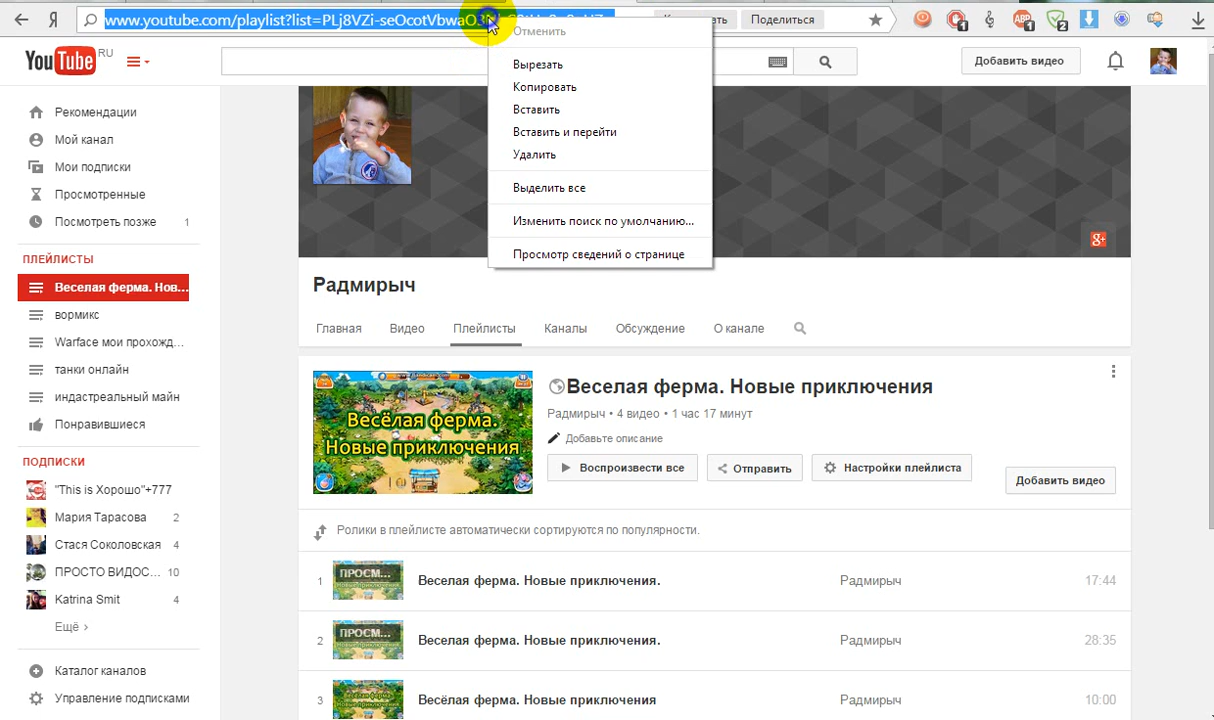 Я
www.youtube.com/playlist?list=PLj8VZi-seOcotVbwa
Поделиться
1
1
2
Отменить
Вырезать
Копировать
Вставить
Вставить и перейти
Удалить
Выделить все
Изменить поиск по умолчанию...
Просмотр сведений о странице
YouTube RU
Добавить видео
Рекомендации
Мой канал
Мои подписки
Просмотренные
Посмотреть позже 1
ПЛЕЙЛИСТЫ
Веселая ферма. Нов...
вормикс
Warface мои прохожд...
танки онлайн
индастреальный майн
Понравившиеся
ПОДПИСКИ
"This is Хорошо"+777
Мария Тарасова 2
Стася Соколовская 4
ПРОСТО ВИДОС... 10
Katrina Smit 4
Ещё ›
Каталог каналов
Управление подписками
g+
Радмирыч
Главная Видео Плейлисты Каналы Обсуждение О канале
Весёлая ферма.
Новые приключения
Веселая ферма. Новые приключения
Радмирыч • 4 видео • 1 час 17 минут
Добавьте описание
Воспроизвести все Отправить Настройки плейлиста
Добавить видео
Ролики в плейлисте автоматически сортируются по популярности.
1 ПРОСМ... Веселая ферма. Новые приключения. Радмирыч 17:44
2 ПРОСМ... Веселая ферма. Новые приключения. Радмирыч 28:35
3 Весёлая ферма. Новые приключения Радмирыч 10:00